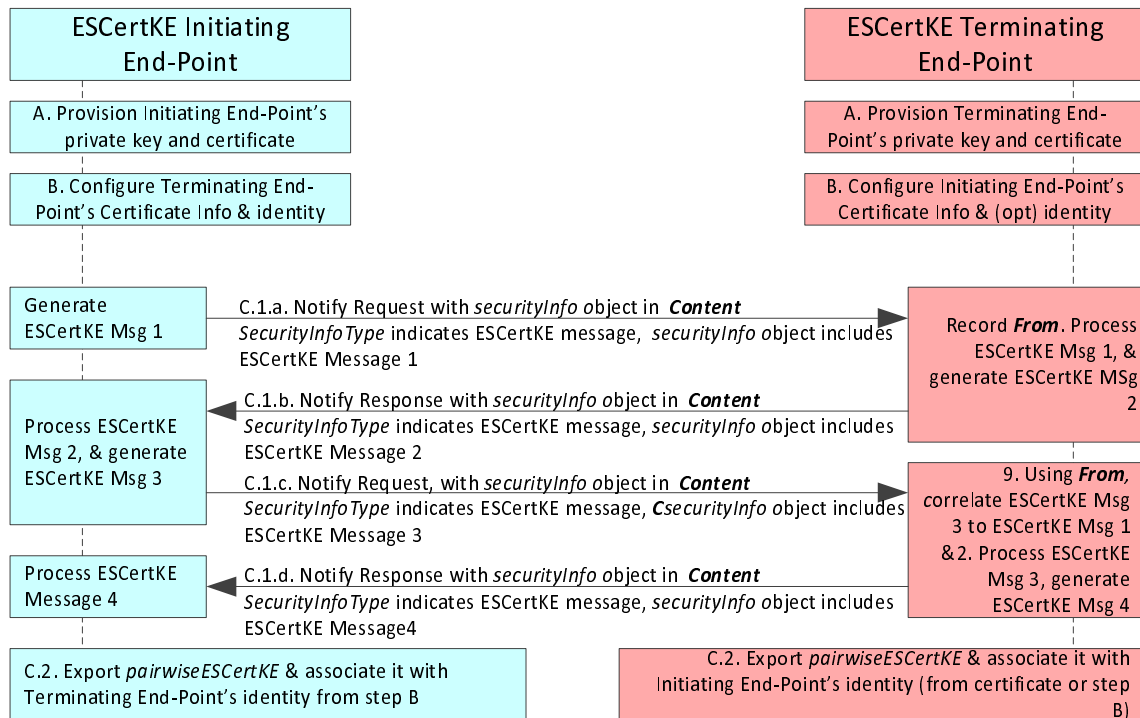 ESCertKE Initiating
End-Point
ESCertKE Terminating
End-Point
A. Provision Initiating End-Point’s
private key and certificate
A. Provision Terminating End-
Point’s private key and certificate
B. Configure Terminating End-
Point’s Certificate Info & identity
B. Configure Initiating End-Point’s
Certificate Info & (opt) identity
Generate
ESCertKE Msg 1
C.1.a. Notify Request with securityInfo object in Content
SecurityInfoType indicates ESCertKE message, securityInfo object includes
ESCertKE Message 1
Record From. Process
ESCertKE Msg 1, &
generate ESCertKE MSg
2
C.1.b. Notify Response with securityInfo object in Content
SecurityInfoType indicates ESCertKE message, securityInfo object includes
ESCertKE Message 2
Process ESCertKE
Msg 2, & generate
ESCertKE Msg 3
C.1.c. Notify Request, with securityInfo object in Content
SecurityInfoType indicates ESCertKE message, CsecurityInfo object includes
ESCertKE Message 3
9. Using From,
correlate ESCertKE Msg
3 to ESCertKE Msg 1
&2. Process ESCertKE
Msg 3, generate
ESCertKE Msg 4
Process ESCertKE
Message 4
C.1.d. Notify Response with securityInfo object in Content
SecurityInfoType indicates ESCertKE message, securityInfo object includes
ESCertKE Message4
C.2. Export pairwiseESCertKE & associate it with
Terminating End-Point’s identity from step B
C.2. Export pairwiseESCertKE & associate it with
Initiating End-Point’s identity (from certificate or step
B)